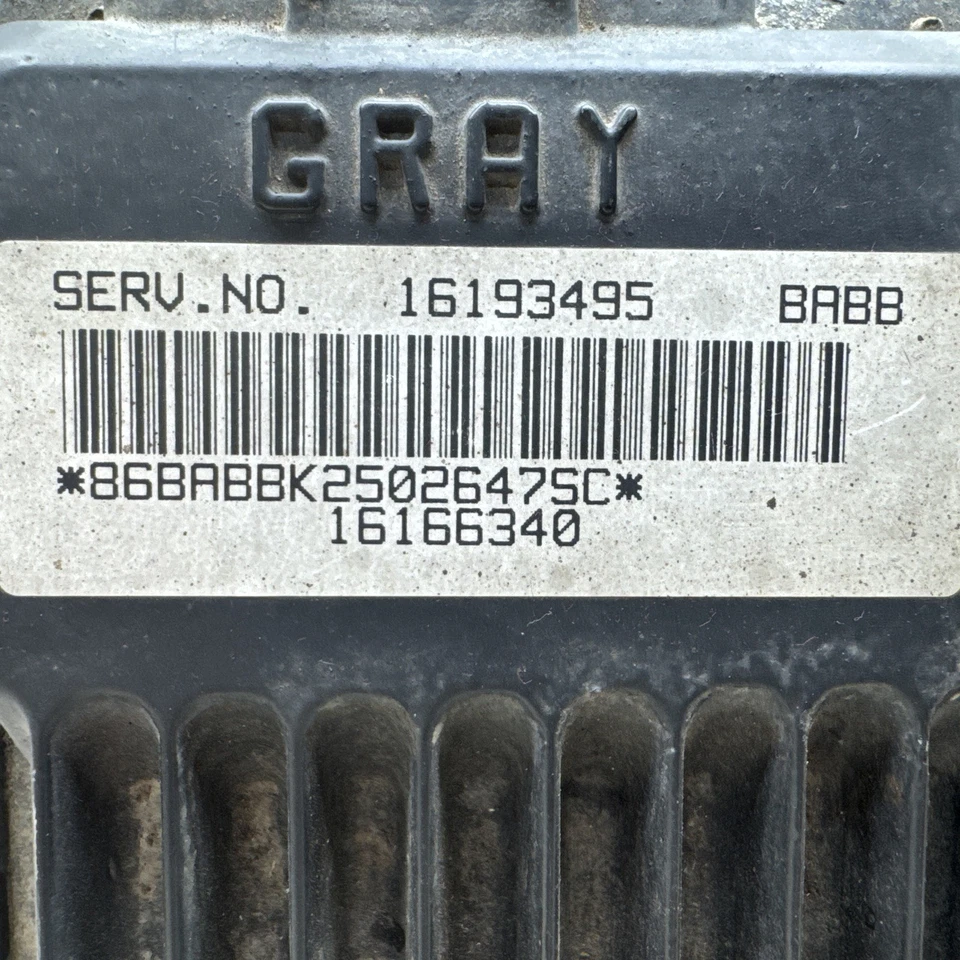 GRAY
SERV.NO. 16193495 BABB
*86BABBK2502647SC*
16166340